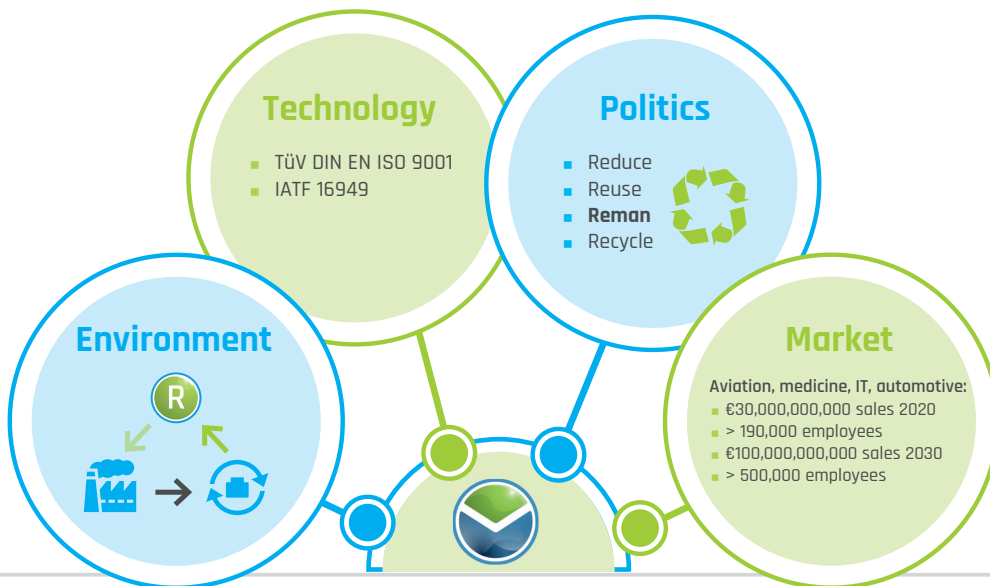 Technology
TüV DIN EN ISO 9001
IATF 16949
Politics
Reduce
Reuse
Reman
Recycle
Environment
R
Market
Aviation, medicine, IT, automotive:
€30,000,000,000 sales 2020
> 190,000 employees
€100,000,000,000 sales 2030
> 500,000 employees